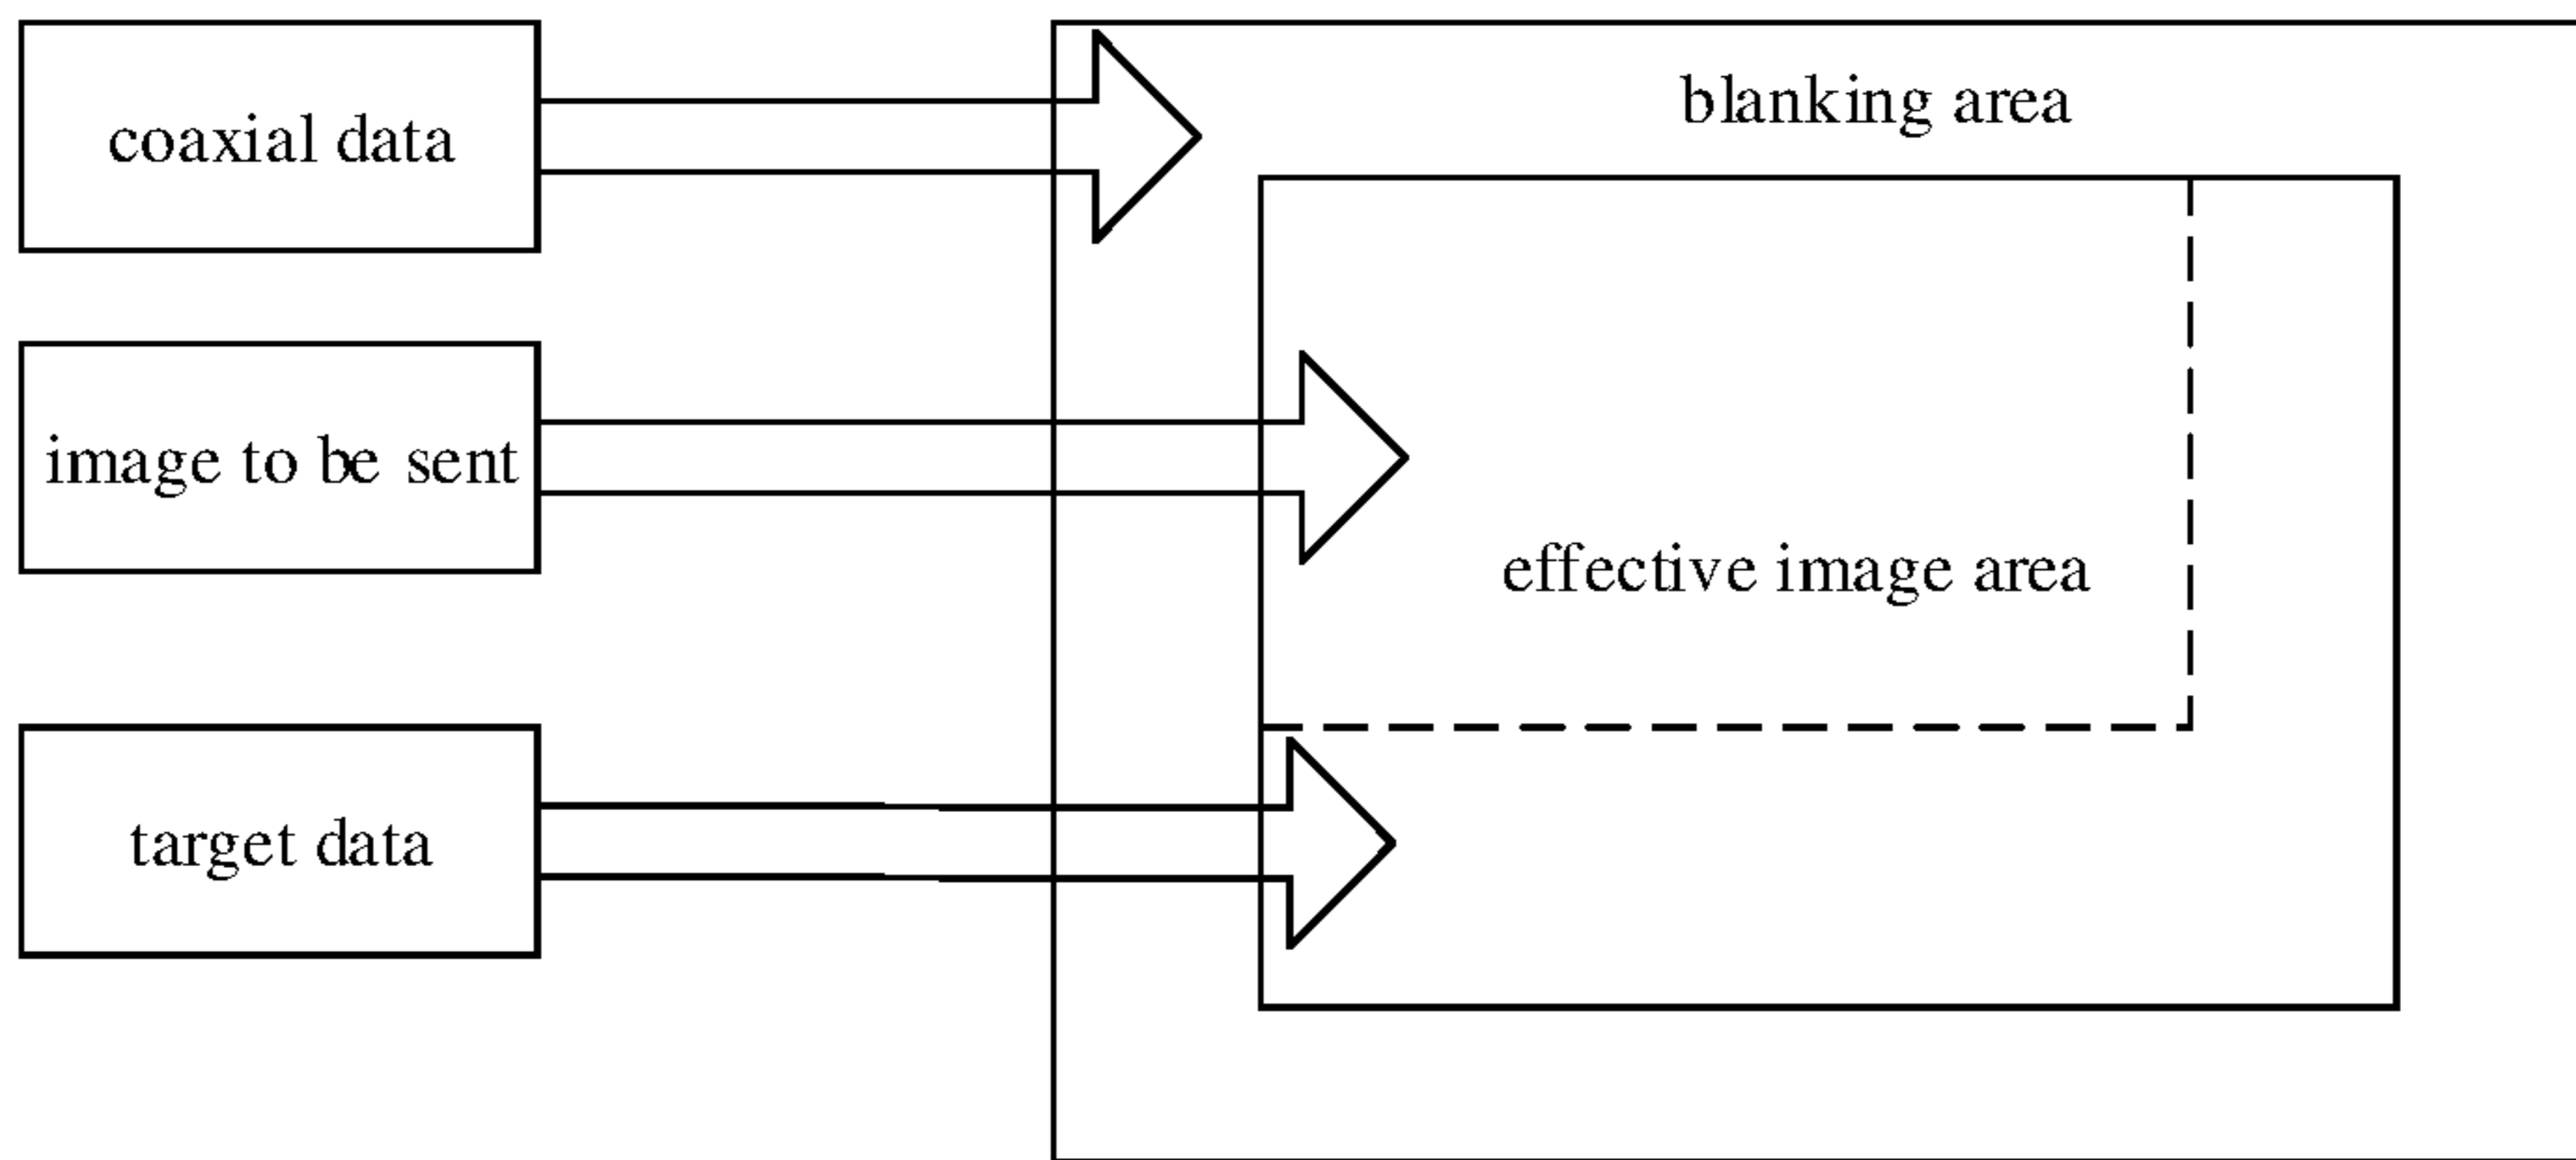 coaxial data
blanking area
image to be sent
effective image area
target data